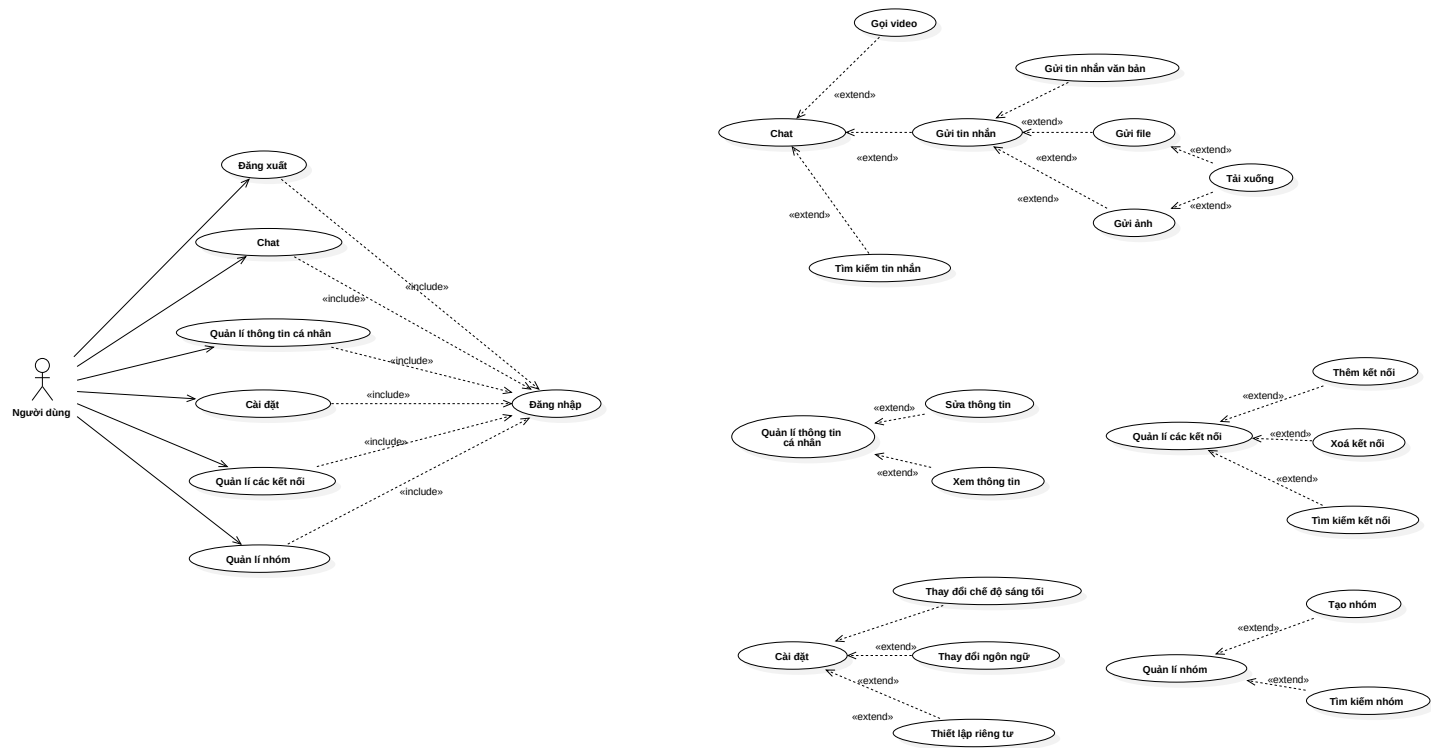 Đăng xuất
Chat
«include»
«include»
Quản lí thông tin cá nhân
«include»
Cài đặt
«include»
Người dùng
Đăng nhập
«include»
Quản lí các kết nối
«include»
Quản lí nhóm
Gọi video
Gửi tin nhắn văn bản
«extend»
Chat
Gửi tin nhắn
«extend»
Gửi file
«extend»
«extend»
«extend»
Tải xuống
«extend»
«extend»
«extend»
Gửi ảnh
Tìm kiếm tin nhắn
Quản lí thông tin
cá nhân
«extend»
Sửa thông tin
«extend»
Xem thông tin
Thêm kết nối
«extend»
Quản lí các kết nối
«extend»
Xoá kết nối
«extend»
Tìm kiếm kết nối
Thay đổi chế độ sáng tối
Cài đặt
«extend»
Thay đổi ngôn ngữ
«extend»
«extend»
Thiết lập riêng tư
Tạo nhóm
«extend»
Quản lí nhóm
«extend»
Tìm kiếm nhóm